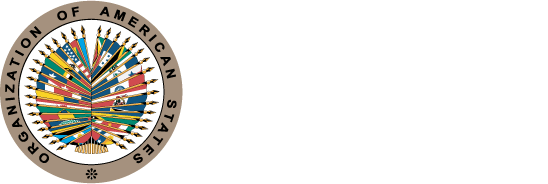 ORGANIZATION OF AMERICAN STATES